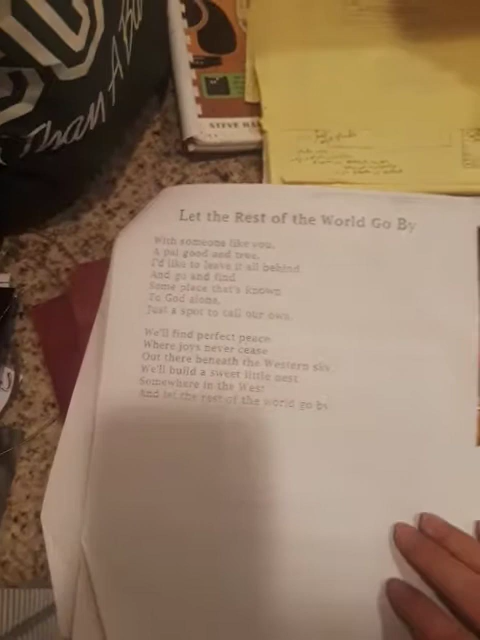 Than A Ba
STEVE
Let the Rest of the World Go By
With someone like you,
A pal good and true,
I'd like to leave it all behind
And go and find
Some place that's known
To God alone,
Just a spot to call our own.
We'll find perfect peace
Where joys never cease
Out there beneath the Western sky
We'll build a sweet little nest
Somewhere in the West
And let the rest of the world go by